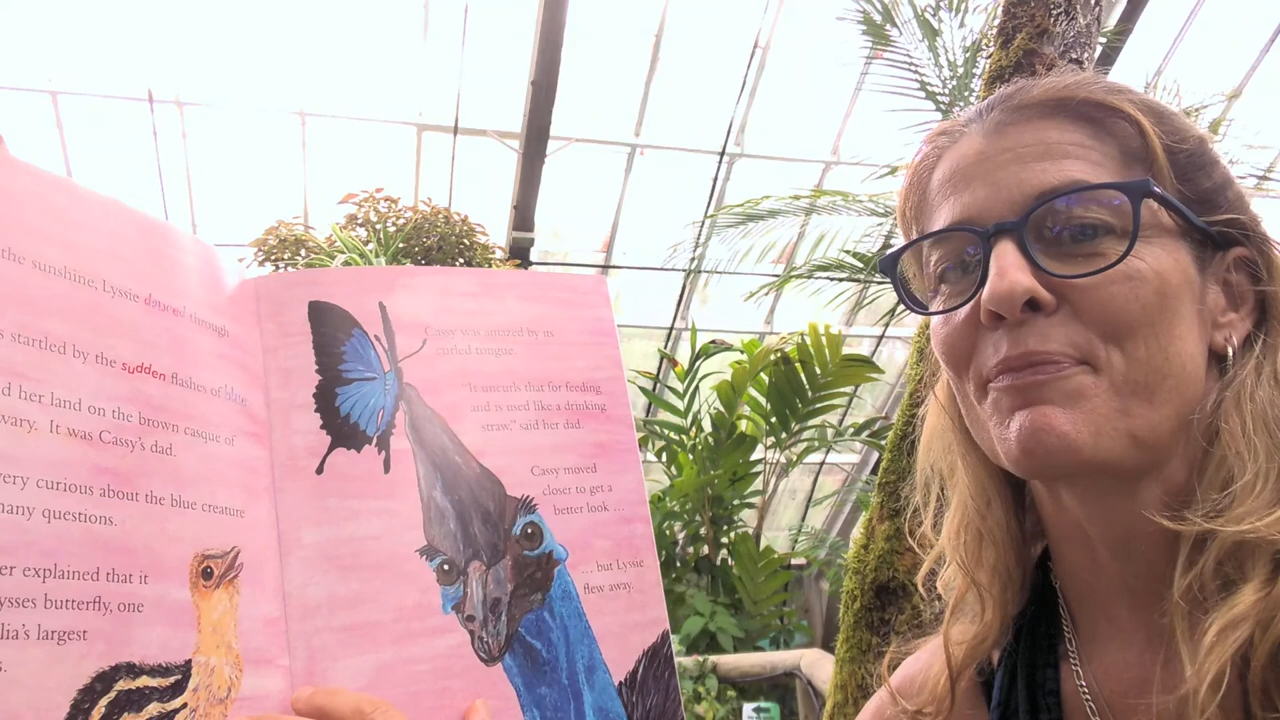 the sunshine, Lyssie danced through
s startled by the sudden flashes of blue
d her land on the brown casque of
wary. It was Cassy's dad.
very curious about the blue creature
many questions.
er explained that it
ysses butterfly, one
lia's largest
s.
Cassy was amazed by its
curled tongue.
"It uncurls that for feeding
and is used like a drinking
straw," said her dad.
Cassy moved
closer to get a
better look ...
... but Lyssie
flew away.